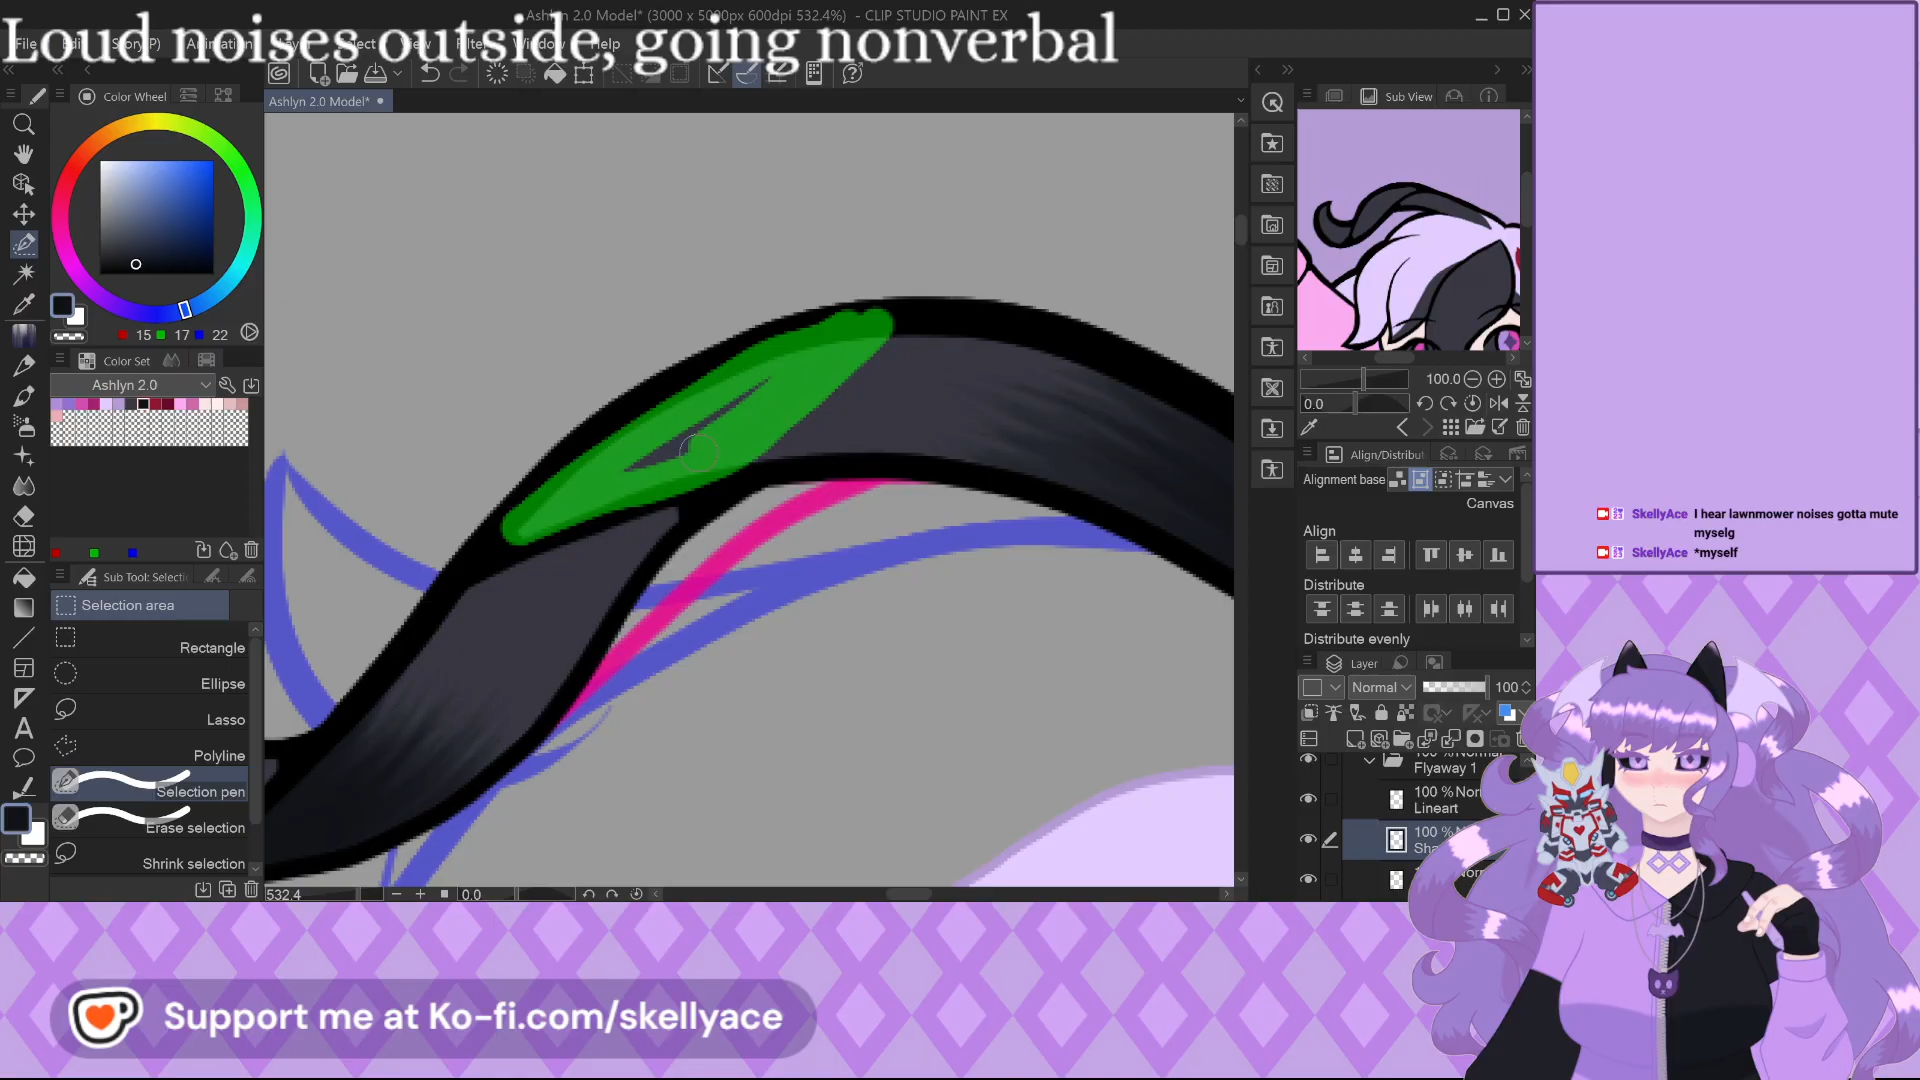 Ashlyn 2.0 Model* (3000 x 5000px 600dpi 532.4%) - CLIP STUDIO PAINT EX
Loud noises outside, going nonverbal
Help
Color Wheel
Ashlyn 2.0 Model*
Sub View
15
17
22
Color Set
Ashlyn 2.0
100.0
0.0
Align/Distribut
Alignment base
Canvas
Align
Distribute
Distribute evenly
SkellyAce I hear lawnmower noises gotta mute
myselg
SkellyAce *myself
Sub Tool: Selecti
Selection area
Rectangle
Ellipse
Lasso
Polyline
Selection pen
Erase selection
Shrink selection
Layer
Normal
100
Flyaway 1
100 %
Lineart
100 %
532.4
0.0
Support me at Ko-fi.com/skellyace